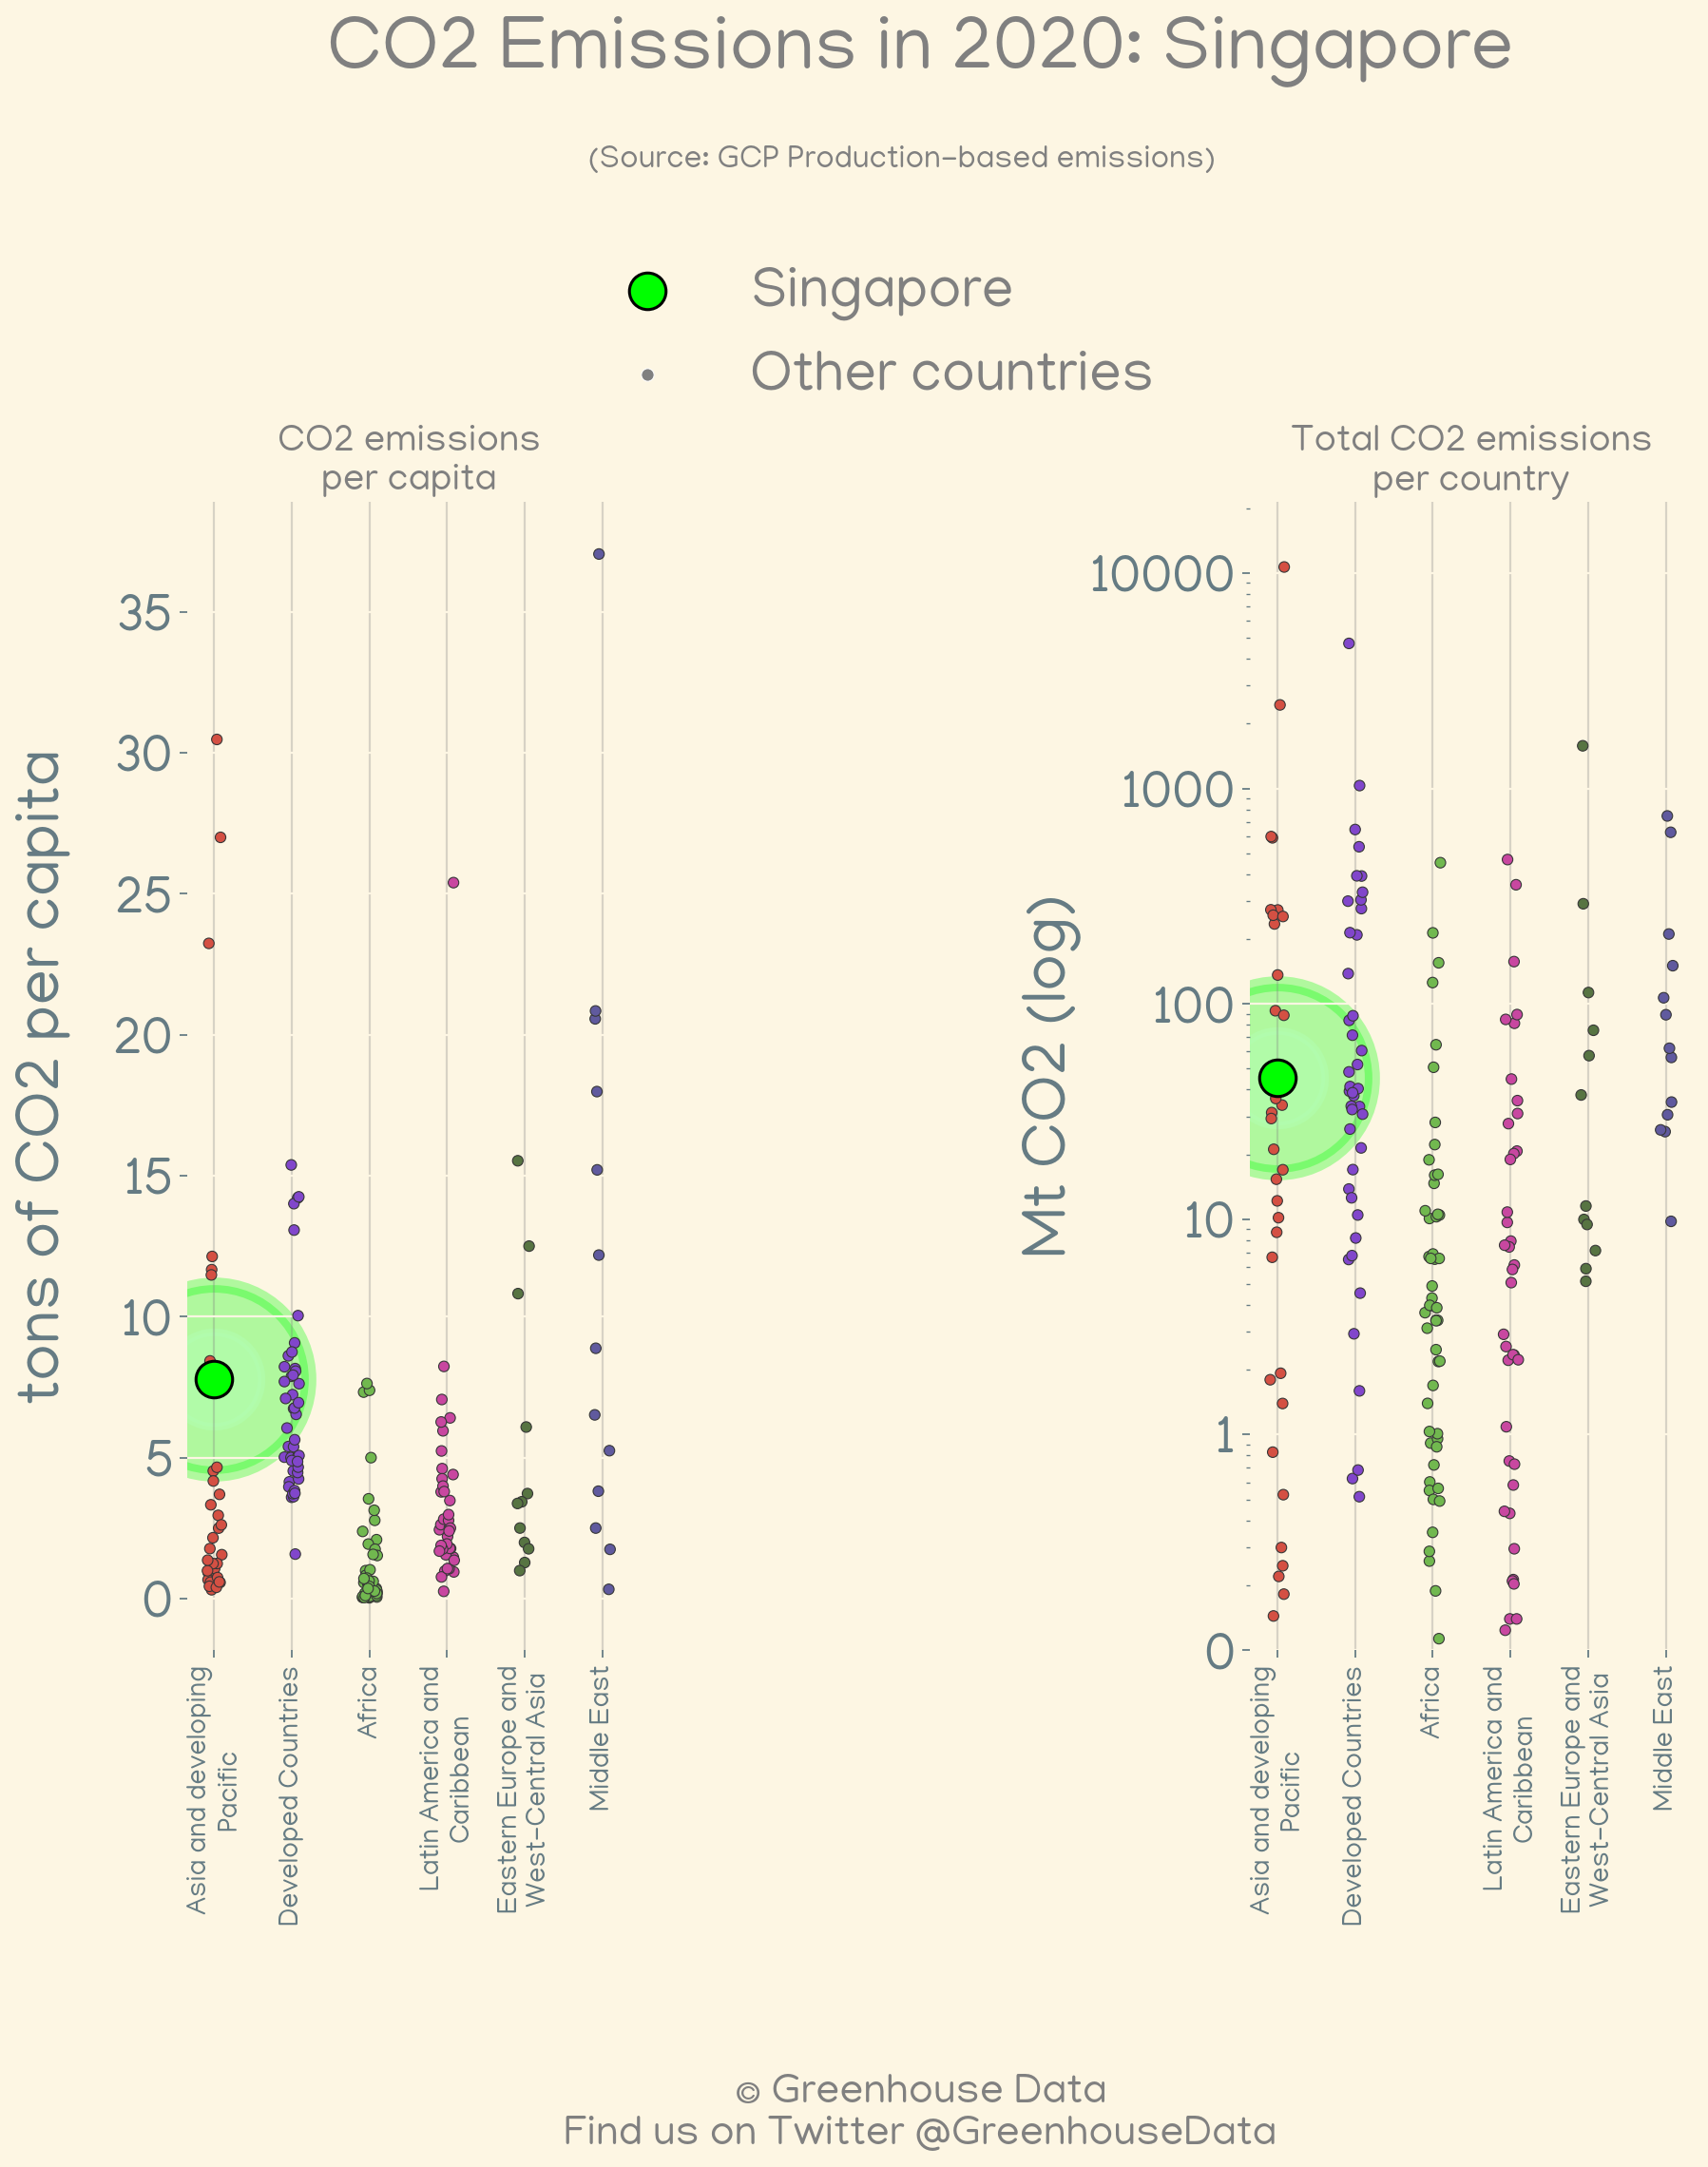 CO2 Emissions in 2020: Singapore
(Source: GCP Production-based emissions)
Singapore
Other countries
CO2 emissions
per capita
tons of CO2 per capita
35
30
25
20
15
10
5
0
Asia and developing
Pacific
Developed Countries
Africa
Latin America and
Caribbean
Eastern Europe and
West-Central Asia
Middle East
Total CO2 emissions
per country
Mt CO2 (log)
10000
1000
100
10
1
0
Asia and developing
Pacific
Developed Countries
Africa
Latin America and
Caribbean
Eastern Europe and
West-Central Asia
Middle East
© Greenhouse Data
Find us on Twitter @GreenhouseData